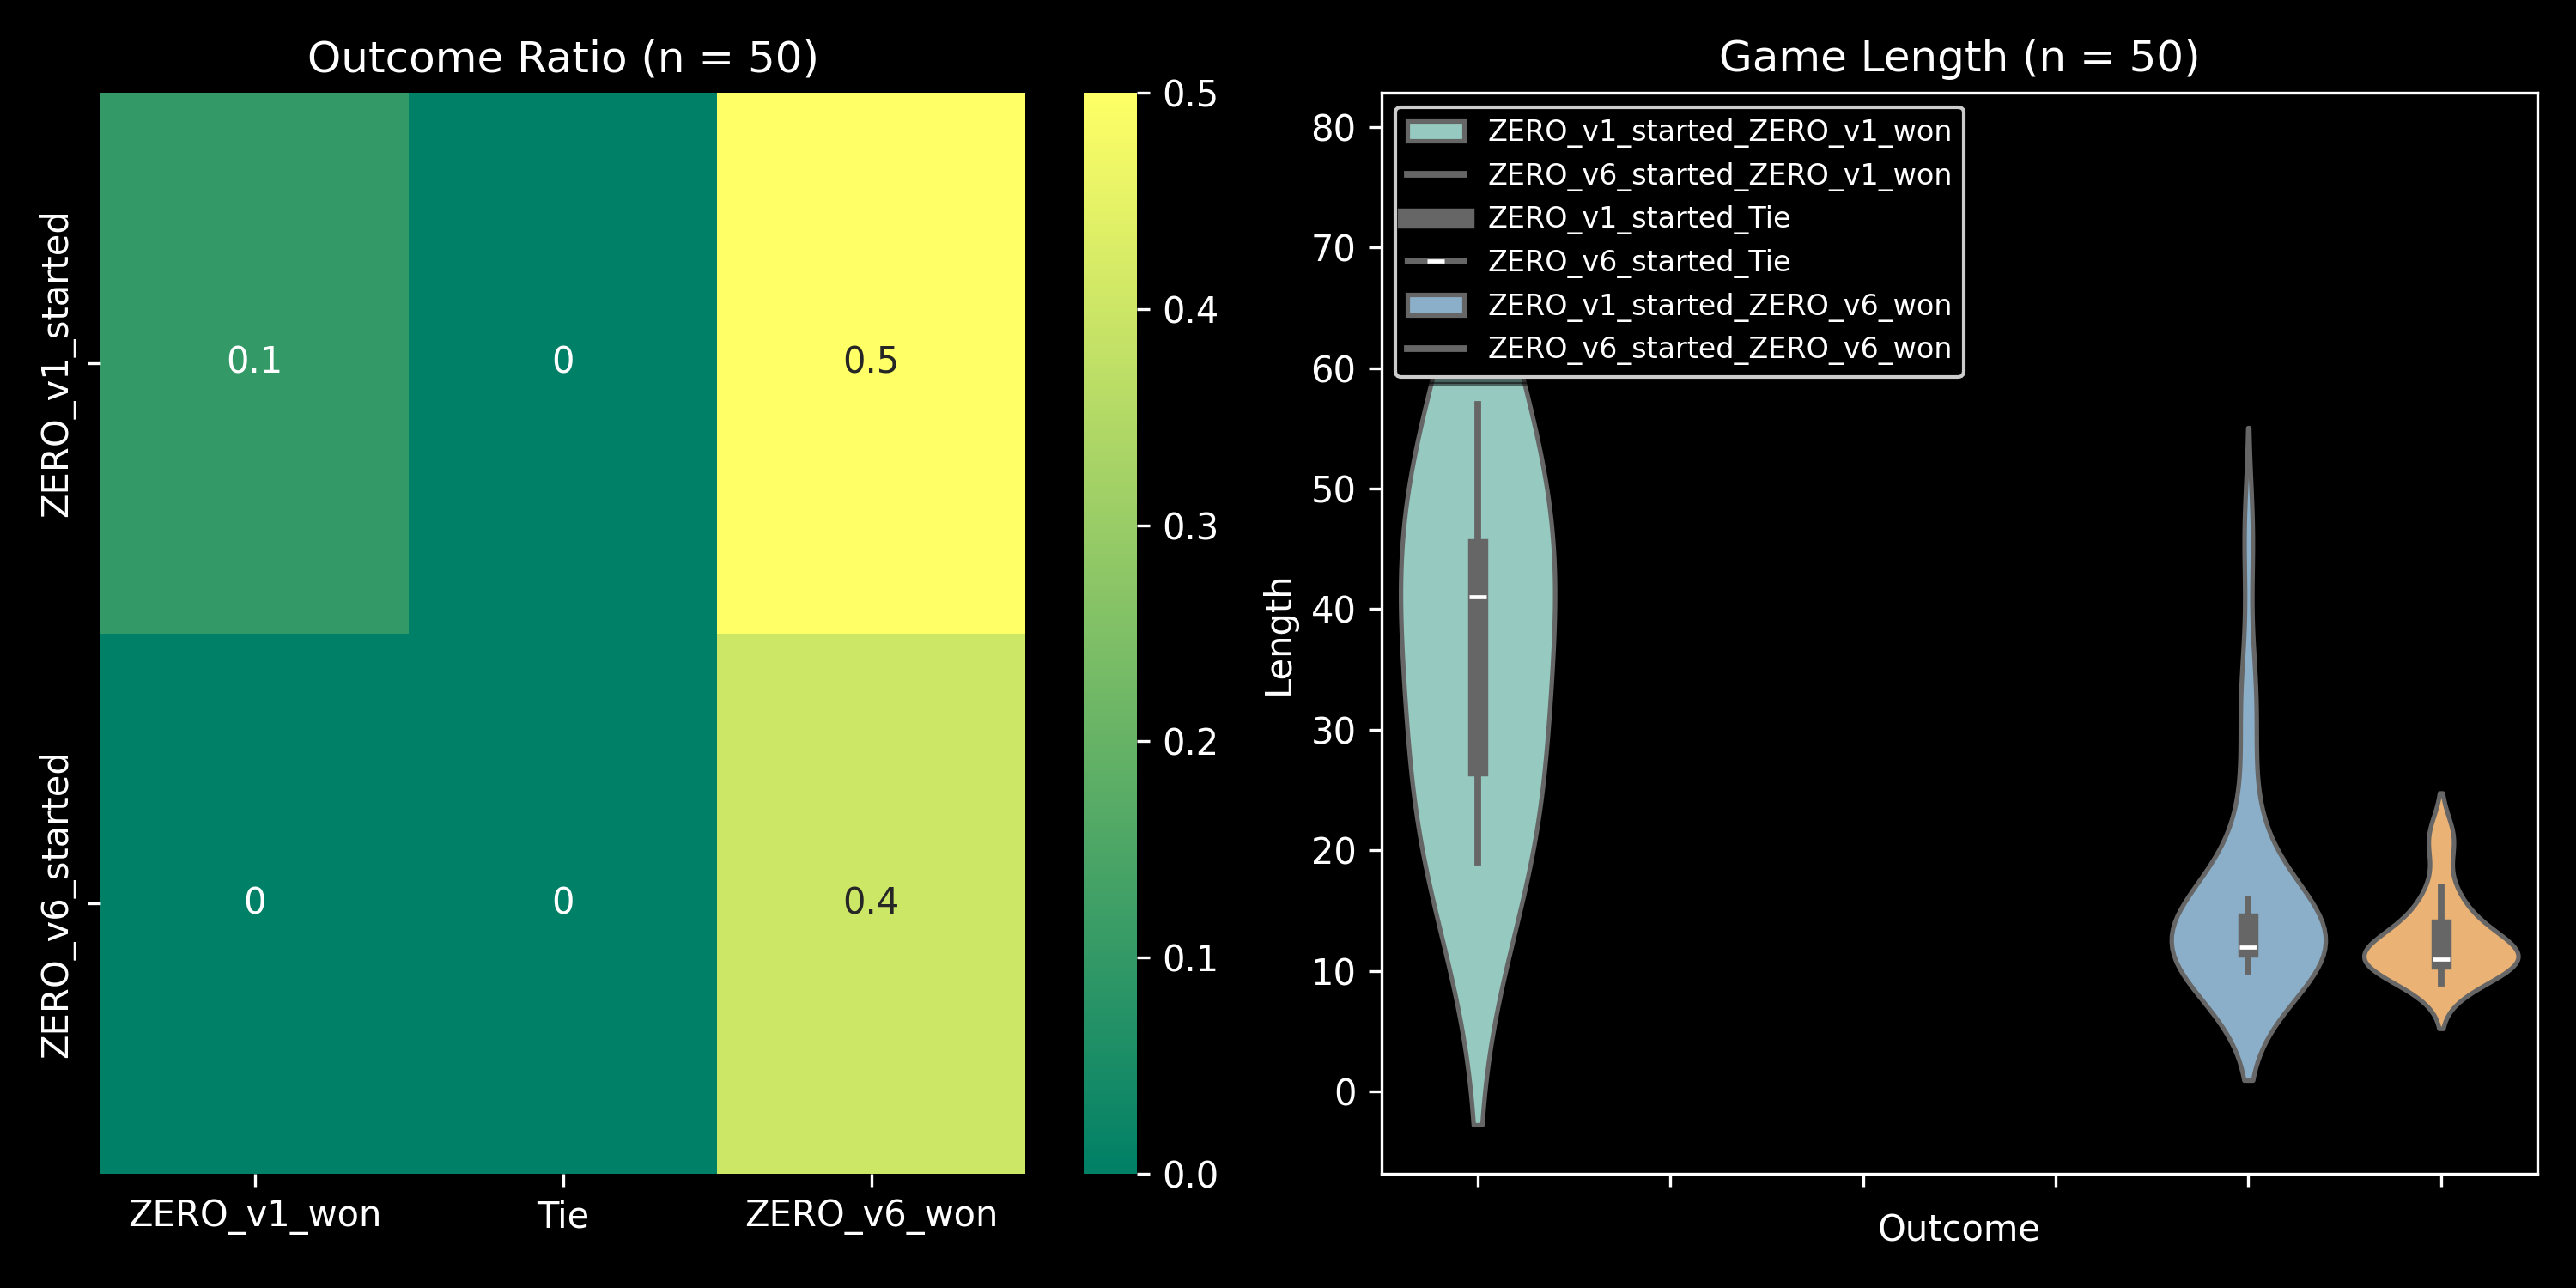 Outcome Ratio (n = 50)
ZERO_v1_started
ZERO_v6_started
0.1
0
0.5
0
0
0.4
ZERO_v1_won
Tie
ZERO_v6_won
0.5
0.4
0.3
0.2
0.1
0.0
Game Length (n = 50)
Length
80
70
60
50
40
30
20
10
0
ZERO_v1_started_ZERO_v1_won
ZERO_v6_started_ZERO_v1_won
ZERO_v1_started_Tie
ZERO_v6_started_Tie
ZERO_v1_started_ZERO_v6_won
ZERO_v6_started_ZERO_v6_won
Outcome